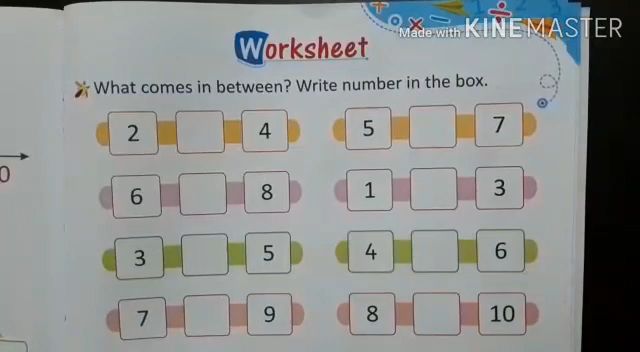 Made with KINEMASTER
Worksheet
What comes in between? Write number in the box.
2 4 5 7
6 8 1 3
3 5 4 6
7 9 8 10
0